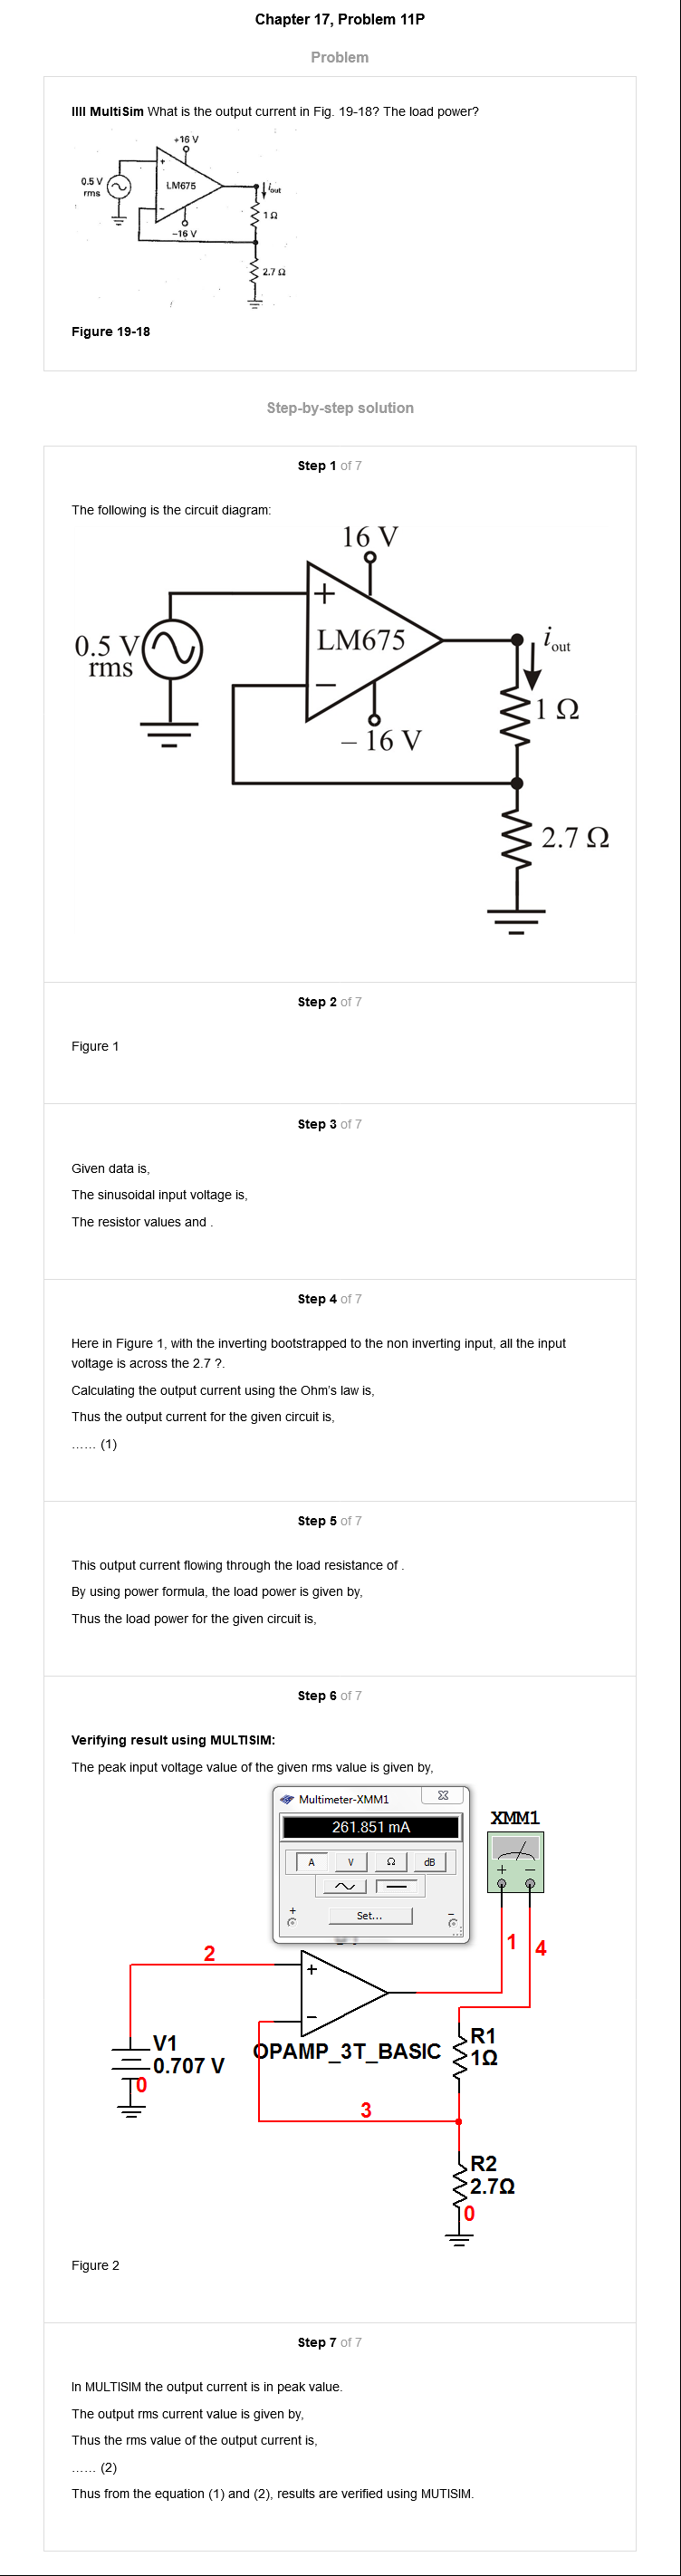 Chapter 17, Problem 11P
Problem
IIII MultiSim What is the output current in Fig. 19-18? The load power?
+16 V
+
0.5 V
rms
LM675
iout
1 Ω
−
−16 V
2.7 Ω
Figure 19-18
Step-by-step solution
Step 1 of 7
The following is the circuit diagram:
16 V
+
0.5 V
rms
LM675
iout
1 Ω
−
− 16 V
2.7 Ω
Step 2 of 7
Figure 1
Step 3 of 7
Given data is,
The sinusoidal input voltage is,
The resistor values and .
Step 4 of 7
Here in Figure 1, with the inverting bootstrapped to the non inverting input, all the input
voltage is across the 2.7 ?.
Calculating the output current using the Ohm's law is,
Thus the output current for the given circuit is,
...... (1)
Step 5 of 7
This output current flowing through the load resistance of .
By using power formula, the load power is given by,
Thus the load power for the given circuit is,
Step 6 of 7
Verifying result using MULTISIM:
The peak input voltage value of the given rms value is given by,
Multimeter-XMM1
261.851 mA
A V Ω dB
+ Set... −
XMM1
+ −
1 4
2
+
−
V1
0.707 V
0
OPAMP_3T_BASIC
R1
1Ω
3
R2
2.7Ω
0
Figure 2
Step 7 of 7
In MULTISIM the output current is in peak value.
The output rms current value is given by,
Thus the rms value of the output current is,
...... (2)
Thus from the equation (1) and (2), results are verified using MUTISIM.